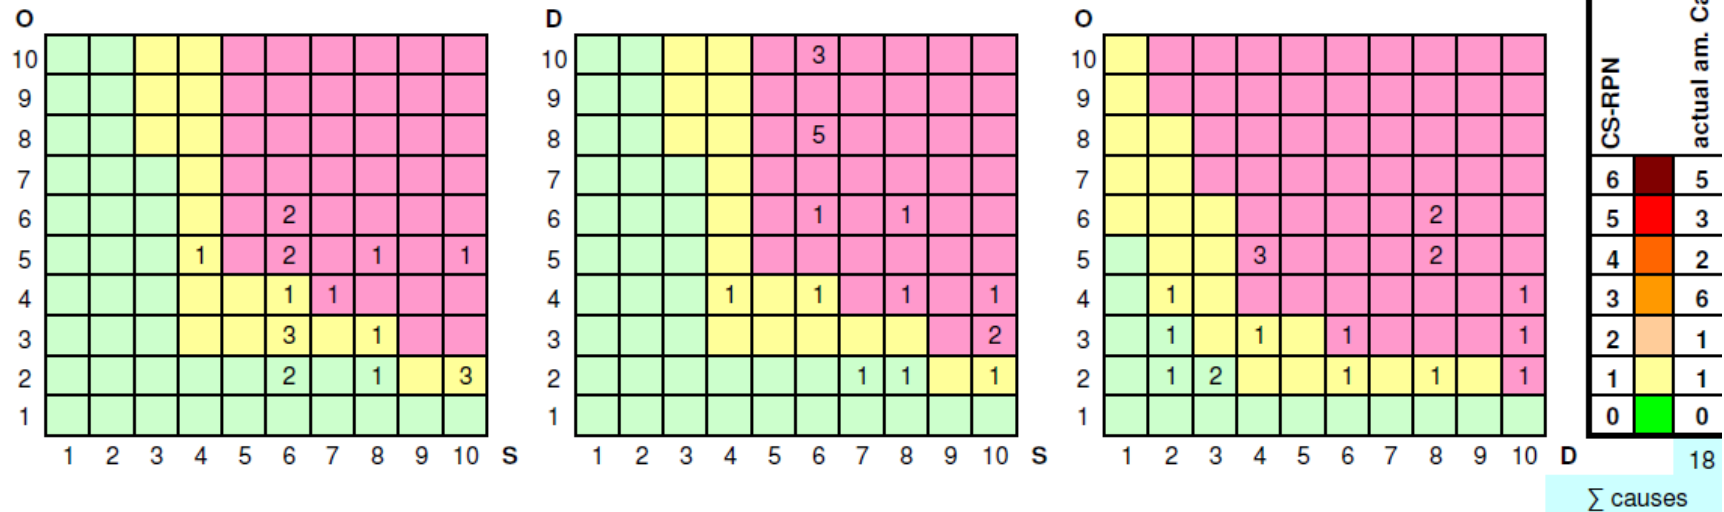 O D O
10 10 3 10
9 9 9
8 8 5 8
7 7 7
6 2 6 1 1 6 2
5 1 2 1 1 5 5 3 2
4 1 1 4 1 1 1 1 4 1 1
3 3 1 3 2 3 1 1 1 1
2 2 1 3 2 1 1 1 2 1 2 1 1 1
1 1 1
1 2 3 4 5 6 7 8 9 10 S 1 2 3 4 5 6 7 8 9 10 S 1 2 3 4 5 6 7 8 9 10 D
CS-RPN actual am. Ca
6 5
5 3
4 2
3 6
2 1
1 1
0 0
18
∑ causes